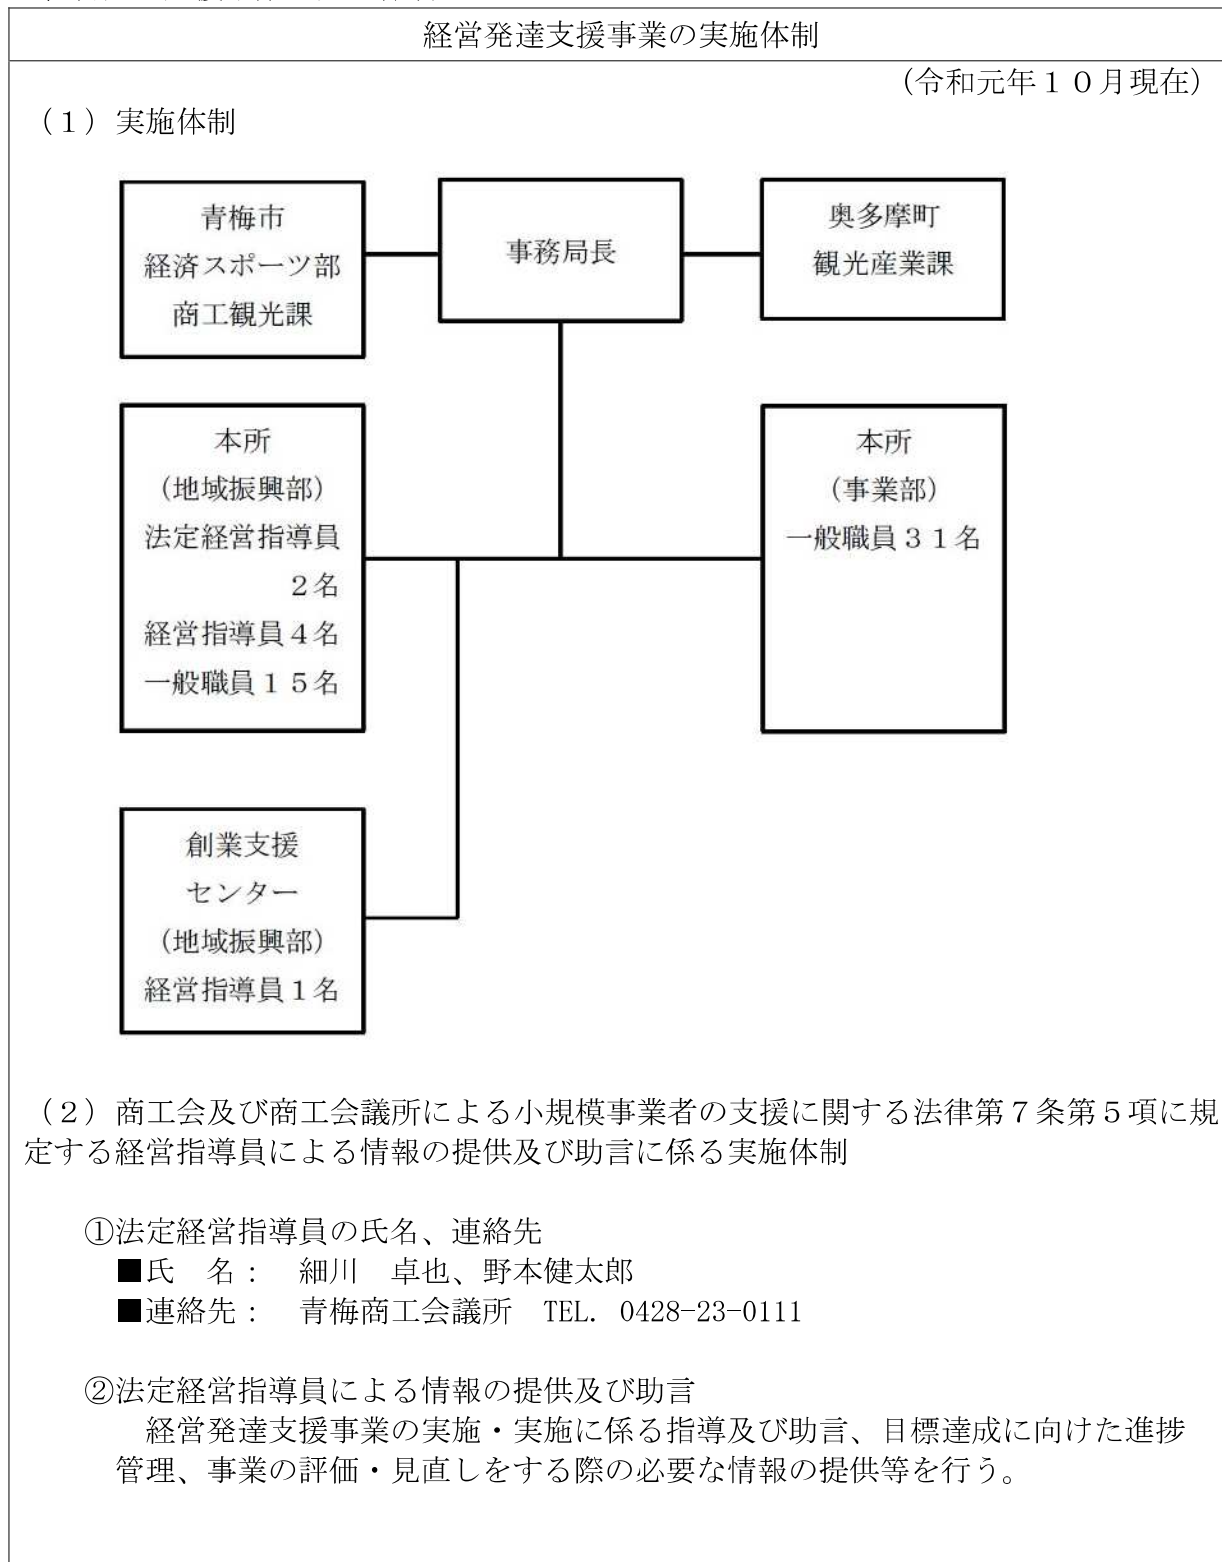 経営発達支援事業の実施体制
（令和元年１０月現在）
（１）実施体制
青梅市
経済スポーツ部
商工観光課
事務局長
奥多摩町
観光産業課
本所
（地域振興部）
法定経営指導員
２名
経営指導員４名
一般職員１５名
本所
（事業部）
一般職員３１名
創業支援
センター
（地域振興部）
経営指導員１名
（２）商工会及び商工会議所による小規模事業者の支援に関する法律第７条第５項に規
定する経営指導員による情報の提供及び助言に係る実施体制
①法定経営指導員の氏名、連絡先
■氏　名：　細川　卓也、野本健太郎
■連絡先：　青梅商工会議所　TEL. 0428-23-0111
②法定経営指導員による情報の提供及び助言
経営発達支援事業の実施・実施に係る指導及び助言、目標達成に向けた進捗
管理、事業の評価・見直しをする際の必要な情報の提供等を行う。